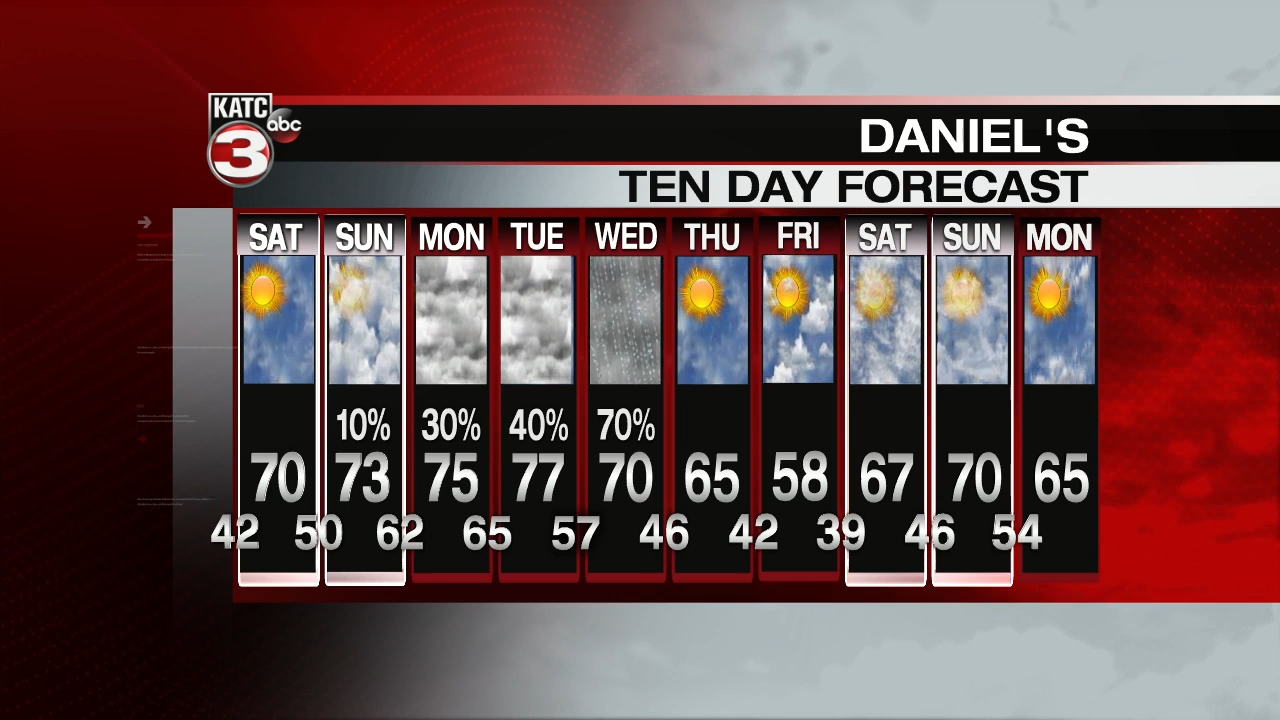 KATC
abc
3
DANIEL'S
TEN DAY FORECAST
SAT SUN MON TUE WED THU FRI SAT SUN MON
10% 30% 40% 70%
70 73 75 77 70 65 58 67 70 65
42 50 62 65 57 46 42 39 46 54